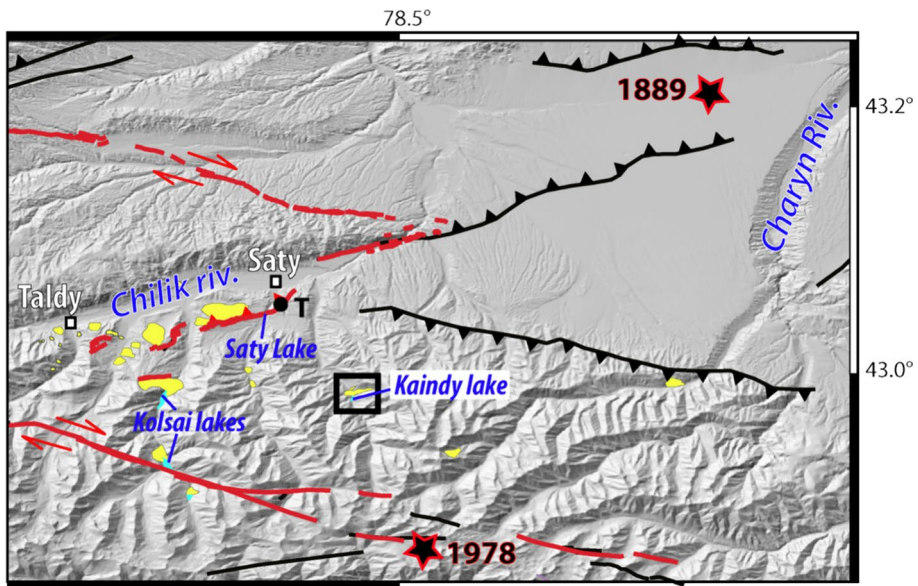 78.5°
1889
43.2°
Charyn Riv.
Saty
Chilik riv.
Taldy
T
Saty Lake
Kaindy lake
43.0°
Kolsai lakes
1978